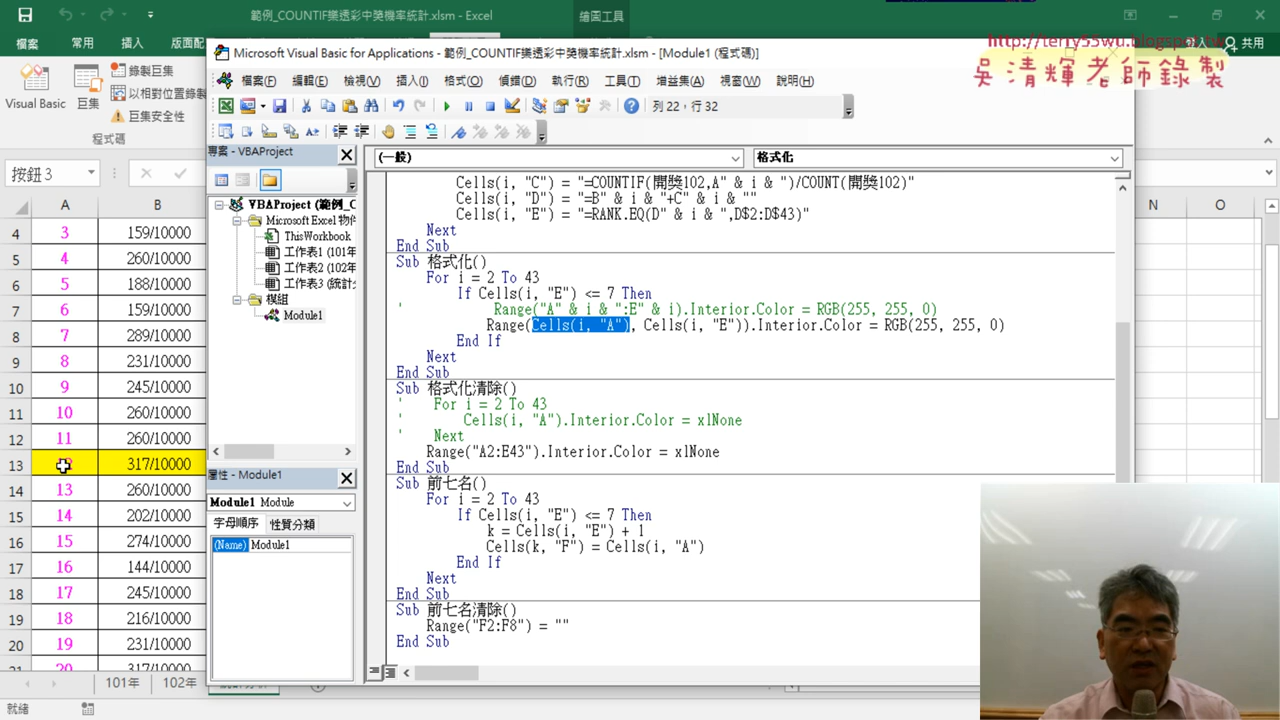 範例_COUNTIF樂透彩中獎機率統計.xlsm - Excel
繪圖工具
檔案
常用
插入
版面配
共用
http://terry55wu.blogspot.tw
吳清輝老師錄製
Visual Basic
巨集
錄製巨集
以相對位置錄製
巨集安全性
程式碼
按鈕 3
Microsoft Visual Basic for Applications - 範例_COUNTIF樂透彩中獎機率統計.xlsm - [Module1 (程式碼)]
檔案(F) 編輯(E) 檢視(V) 插入(I) 格式(O) 偵錯(D) 執行(R) 工具(T) 增益集(A) 視窗(W) 說明(H)
列 22，行 32
專案 - VBAProject
VBAProject (範例_C
Microsoft Excel 物件
ThisWorkbook
工作表1 (101年
工作表2 (102年
工作表3 (統計
模組
Module1
屬性 - Module1
Module1 Module
字母順序 性質分類
(Name) Module1
(一般) 格式化
Cells(i, "C") = "=COUNTIF(開獎102,A" & i & ")/COUNT(開獎102)"
Cells(i, "D") = "=B" & i & "+C" & i & ""
Cells(i, "E") = "=RANK.EQ(D" & i & ",D$2:D$43)"
Next
End Sub
Sub 格式化()
For i = 2 To 43
If Cells(i, "E") <= 7 Then
' Range("A" & i & ":E" & i).Interior.Color = RGB(255, 255, 0)
Range(Cells(i, "A"), Cells(i, "E")).Interior.Color = RGB(255, 255, 0)
End If
Next
End Sub
Sub 格式化清除()
' For i = 2 To 43
' Cells(i, "A").Interior.Color = xlNone
' Next
Range("A2:E43").Interior.Color = xlNone
End Sub
Sub 前七名()
For i = 2 To 43
If Cells(i, "E") <= 7 Then
k = Cells(i, "E") + 1
Cells(k, "F") = Cells(i, "A")
End If
Next
End Sub
Sub 前七名清除()
Range("F2:F8") = ""
End Sub
A B N O
4 3 159/10000
5 4 260/10000
6 5 188/10000
7 6 159/10000
8 7 289/10000
9 8 231/10000
10 9 245/10000
11 10 260/10000
12 11 260/10000
13 317/10000
14 13 260/10000
15 14 202/10000
16 15 274/10000
17 16 144/10000
18 17 245/10000
19 18 216/10000
20 19 231/10000
21 20 317/10000
101年 102年
就緒